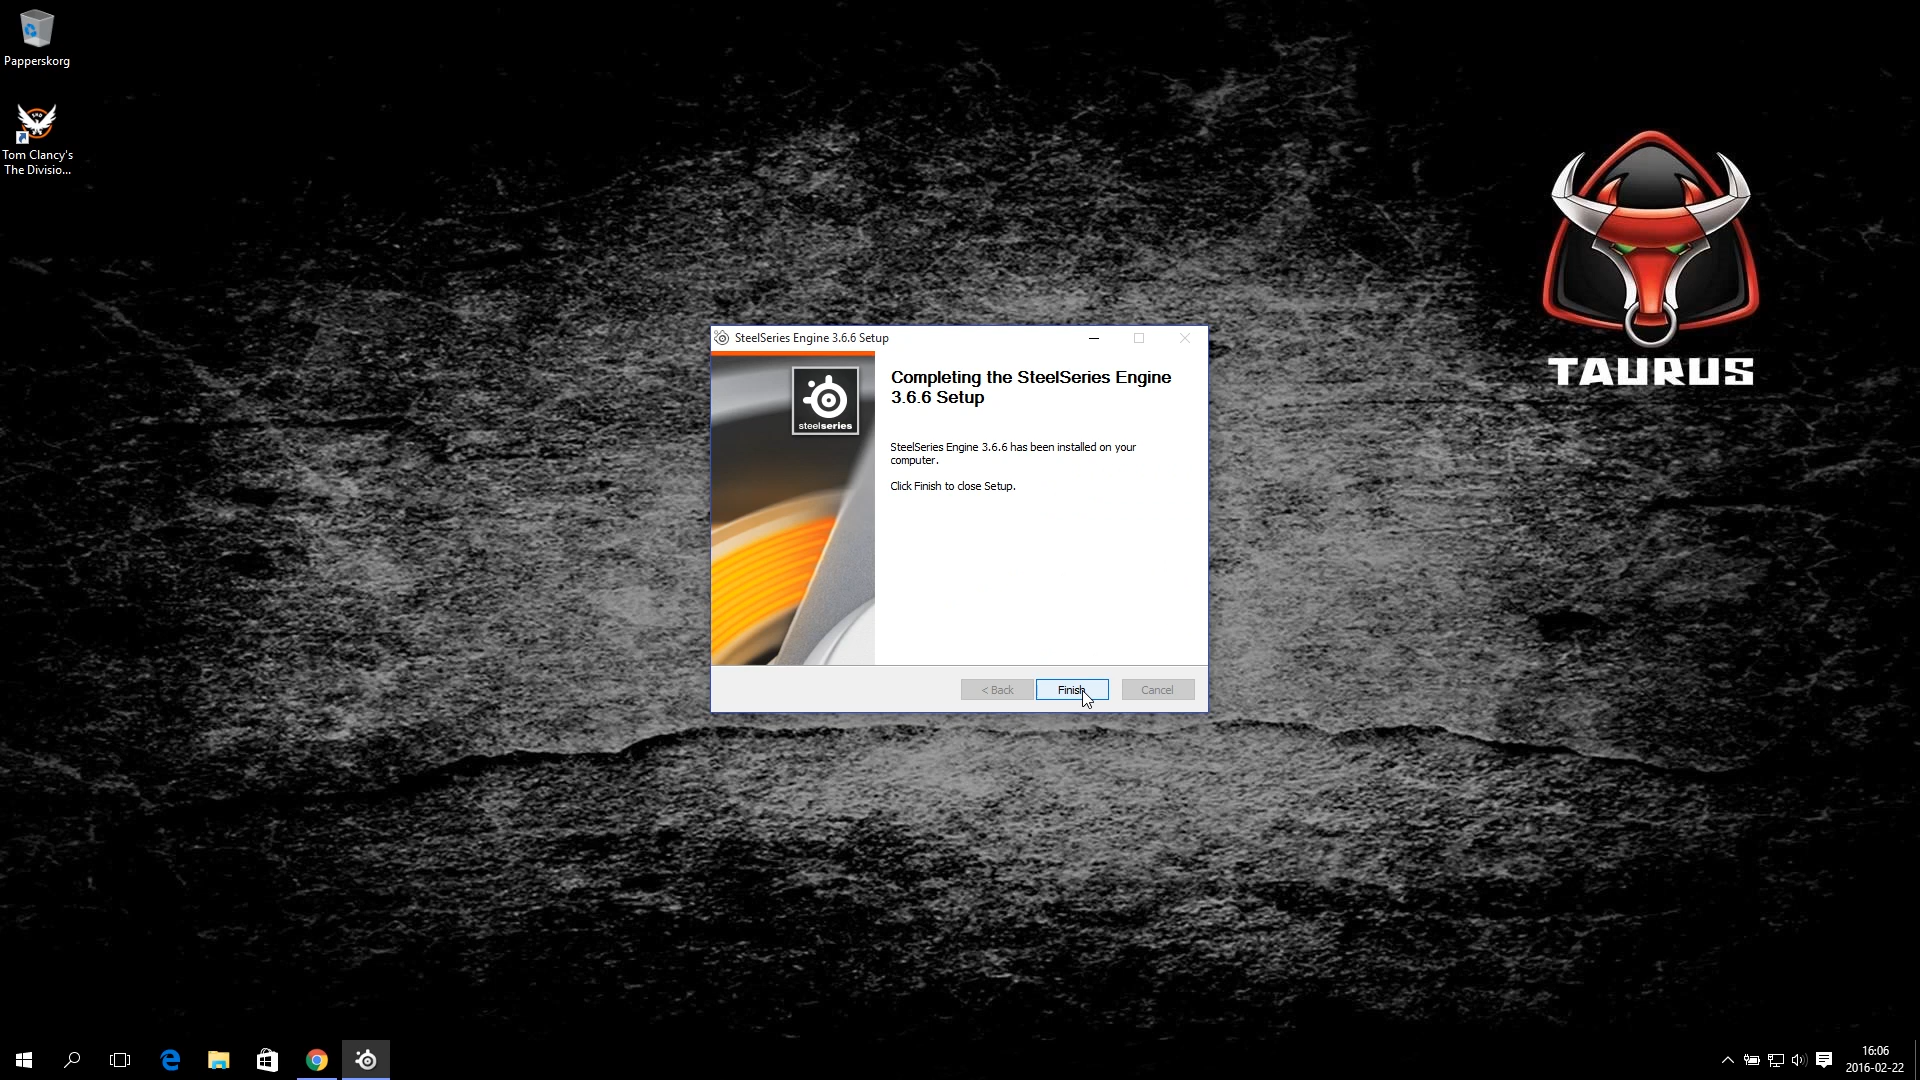 Papperskorg
Tom Clancy's
The Divisio...
TAURUS
SteelSeries Engine 3.6.6 Setup
steelseries
Completing the SteelSeries Engine
3.6.6 Setup
SteelSeries Engine 3.6.6 has been installed on your
computer.
Click Finish to close Setup.
< Back
Finish
Cancel
16:06
2016-02-22